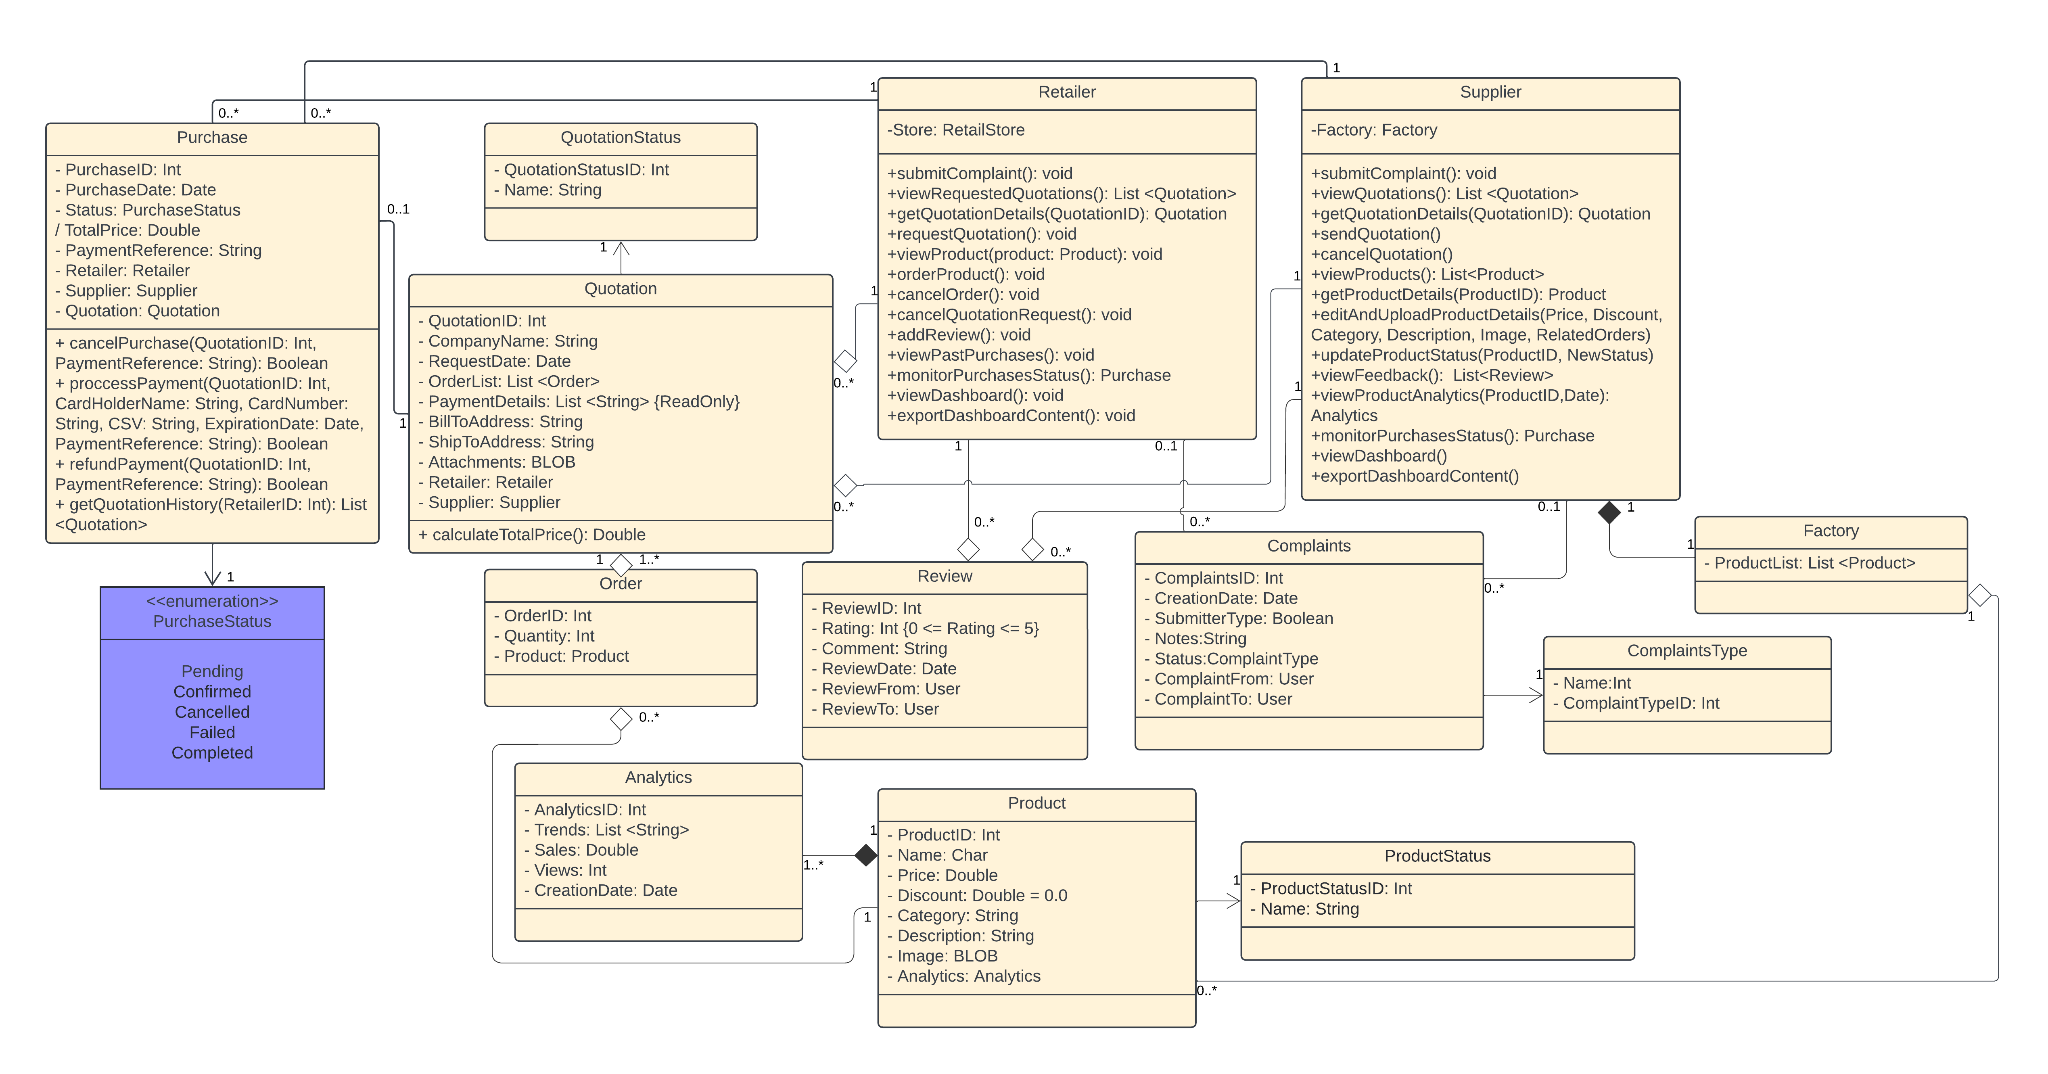 1
1
Retailer
-Store: RetailStore
+submitComplaint(): void
+viewRequestedQuotations(): List <Quotation>
+getQuotationDetails(QuotationID): Quotation
+requestQuotation(): void
+viewProduct(product: Product): void
+orderProduct(): void
+cancelOrder(): void
+cancelQuotationRequest(): void
+addReview(): void
+viewPastPurchases(): void
+monitorPurchasesStatus(): Purchase
+viewDashboard(): void
+exportDashboardContent(): void
Supplier
-Factory: Factory
+submitComplaint(): void
+viewQuotations(): List <Quotation>
+getQuotationDetails(QuotationID): Quotation
+sendQuotation()
+cancelQuotation()
+viewProducts(): List<Product>
+getProductDetails(ProductID): Product
+editAndUploadProductDetails(Price, Discount,
Category, Description, Image, RelatedOrders)
+updateProductStatus(ProductID, NewStatus)
+viewFeedback():  List<Review>
+viewProductAnalytics(ProductID,Date):
Analytics
+monitorPurchasesStatus(): Purchase
+viewDashboard()
+exportDashboardContent()
0..*
0..*
Purchase
- PurchaseID: Int
- PurchaseDate: Date
- Status: PurchaseStatus
/ TotalPrice: Double
- PaymentReference: String
- Retailer: Retailer
- Supplier: Supplier
- Quotation: Quotation
+ cancelPurchase(QuotationID: Int,
PaymentReference: String): Boolean
+ proccessPayment(QuotationID: Int,
CardHolderName: String, CardNumber:
String, CSV: String, ExpirationDate: Date,
PaymentReference: String): Boolean
+ refundPayment(QuotationID: Int,
PaymentReference: String): Boolean
+ getQuotationHistory(RetailerID: Int): List
<Quotation>
QuotationStatus
- QuotationStatusID: Int
- Name: String
0..1
1
1
Quotation
- QuotationID: Int
- CompanyName: String
- RequestDate: Date
- OrderList: List <Order>
- PaymentDetails: List <String> {ReadOnly}
- BillToAddress: String
- ShipToAddress: String
- Attachments: BLOB
- Retailer: Retailer
- Supplier: Supplier
+ calculateTotalPrice(): Double
1
0..*
1
0..*
1
1
0..1
0..*
0..*
0..*
0..1
1
1
0..*
1
1..*
1
<<enumeration>>
PurchaseStatus
Pending
Confirmed
Cancelled
Failed
Completed
Order
- OrderID: Int
- Quantity: Int
- Product: Product
0..*
Review
- ReviewID: Int
- Rating: Int {0 <= Rating <= 5}
- Comment: String
- ReviewDate: Date
- ReviewFrom: User
- ReviewTo: User
Complaints
- ComplaintsID: Int
- CreationDate: Date
- SubmitterType: Boolean
- Notes:String
- Status:ComplaintType
- ComplaintFrom: User
- ComplaintTo: User
Factory
- ProductList: List <Product>
1
1
ComplaintsType
- Name:Int
- ComplaintTypeID: Int
Analytics
- AnalyticsID: Int
- Trends: List <String>
- Sales: Double
- Views: Int
- CreationDate: Date
1
1..*
1
Product
- ProductID: Int
- Name: Char
- Price: Double
- Discount: Double = 0.0
- Category: String
- Description: String
- Image: BLOB
- Analytics: Analytics
1
ProductStatus
- ProductStatusID: Int
- Name: String
0..*